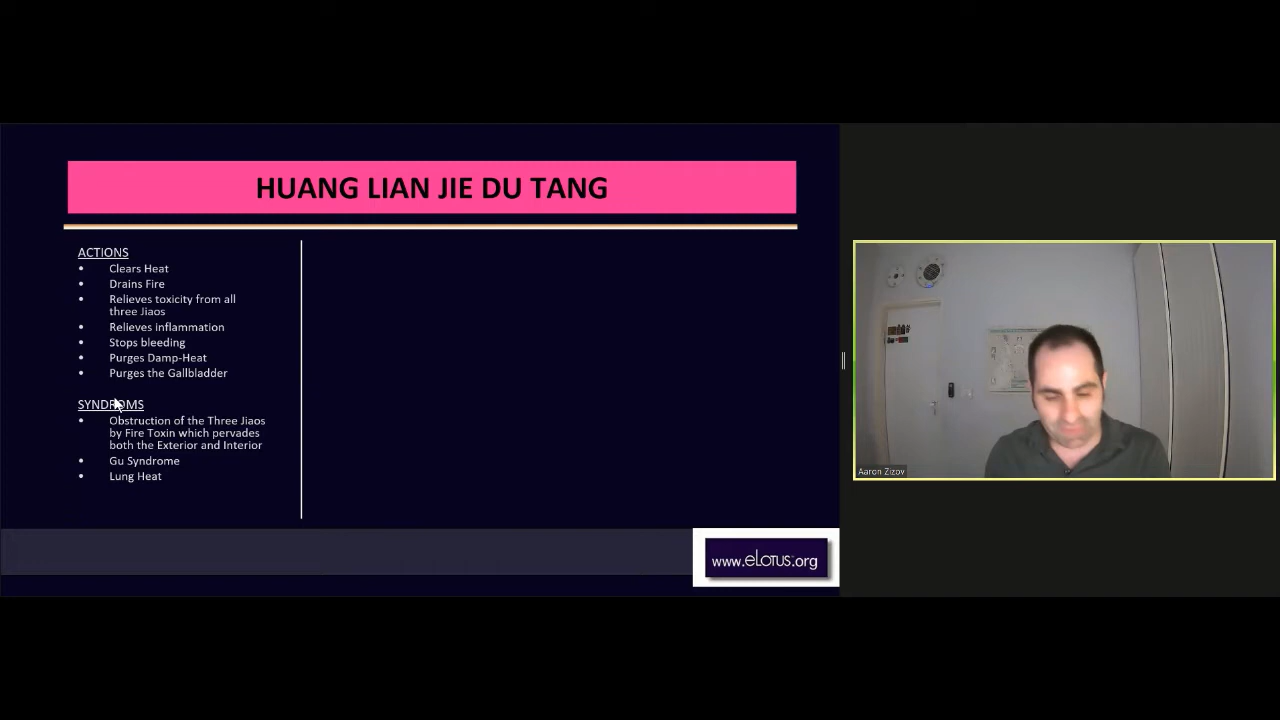 HUANG LIAN JIE DU TANG
ACTIONS
• Clears Heat
• Drains Fire
• Relieves toxicity from all
three Jiaos
• Relieves inflammation
• Stops bleeding
• Purges Damp-Heat
• Purges the Gallbladder
SYNDROMS
• Obstruction of the Three Jiaos
by Fire Toxin which pervades
both the Exterior and Interior
• Gu Syndrome
• Lung Heat
www.eLotus.org
Aaron Zizov